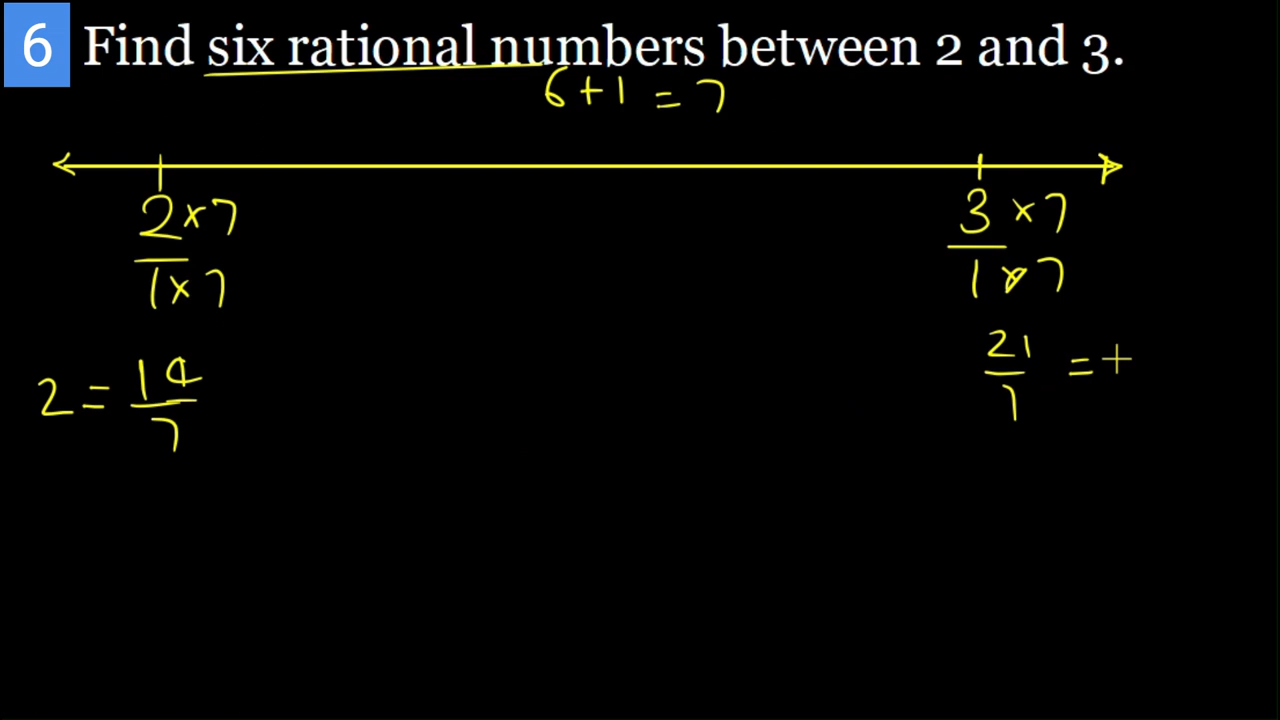 6 Find six rational numbers between 2 and 3.
6 + 1 = 7
2 × 7 3 × 7
1 × 7 1 × 7
2 = 14/7 21/7 =